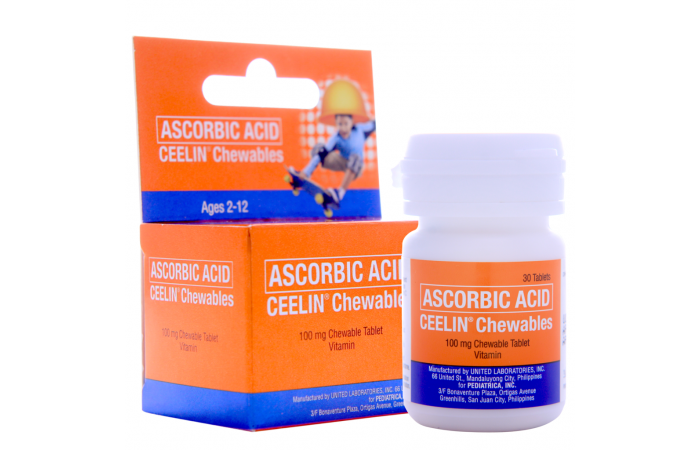 ASCORBIC ACID
CEELIN® Chewables
Ages 2-12
ASCORBIC ACID
CEELIN® Chewables
100 mg Chewable Tablet
Vitamin
ASCORBIC ACID
CEELIN® Chewables
100 mg Chewable Tablet
Vitamin
Manufactured by UNITED LABORATORIES, INC.
66
for PEDIATRICA, INC.
3/F Bonaventure Plaza, Ortigas Avenue,
30 Tablets
ASCORBIC ACID
CEELIN® Chewables
100 mg Chewable Tablet
Vitamin
Manufactured by UNITED LABORATORIES, INC.
66 United St., Mandaluyong City, Philippines
for PEDIATRICA, INC.
3/F Bonaventure Plaza, Ortigas Avenue,
Greenhills, San Juan City, Philippines